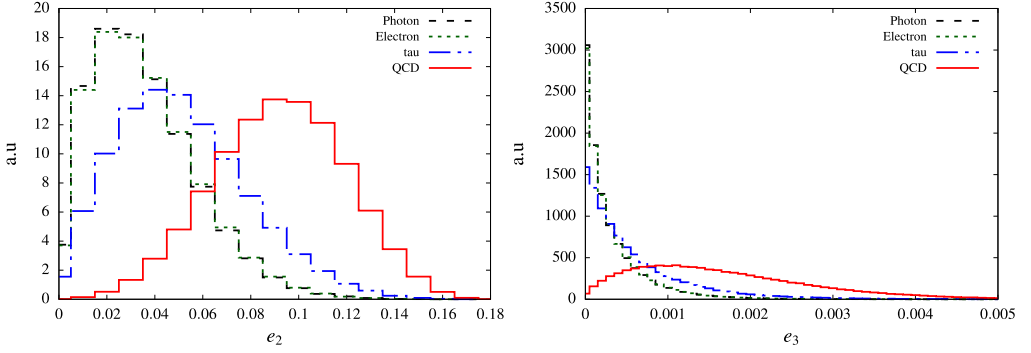 20
18
16
14
12
10
8
6
4
2
0
a.u
0 0.02 0.04 0.06 0.08 0.1 0.12 0.14 0.16 0.18
e2
Photon
Electron
tau
QCD
3500
3000
2500
2000
1500
1000
500
0
a.u
0 0.001 0.002 0.003 0.004 0.005
e3
Photon
Electron
tau
QCD